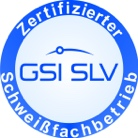 Zertifizierter
GSI SLV
Schweißfachbetrieb